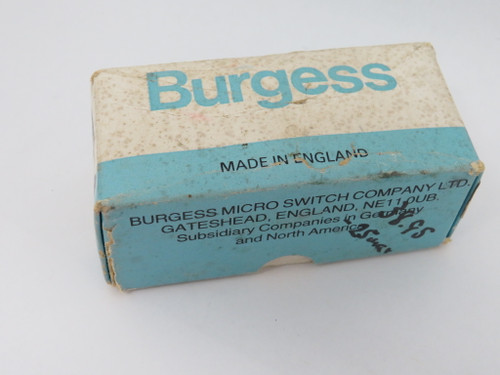 Burgess
MADE IN ENGLAND
BURGESS MICRO SWITCH COMPANY LTD.
GATESHEAD, ENGLAND, NE11 0UB.
Subsidiary Companies in Germany
and North America